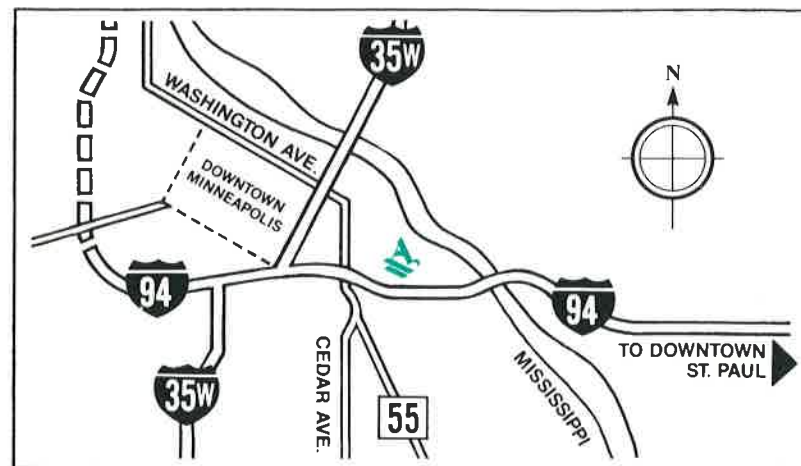 35W
N
WASHINGTON AVE.
DOWNTOWN
MINNEAPOLIS
94
94
TO DOWNTOWN
ST. PAUL
35W
CEDAR AVE.
55
MISSISSIPPI